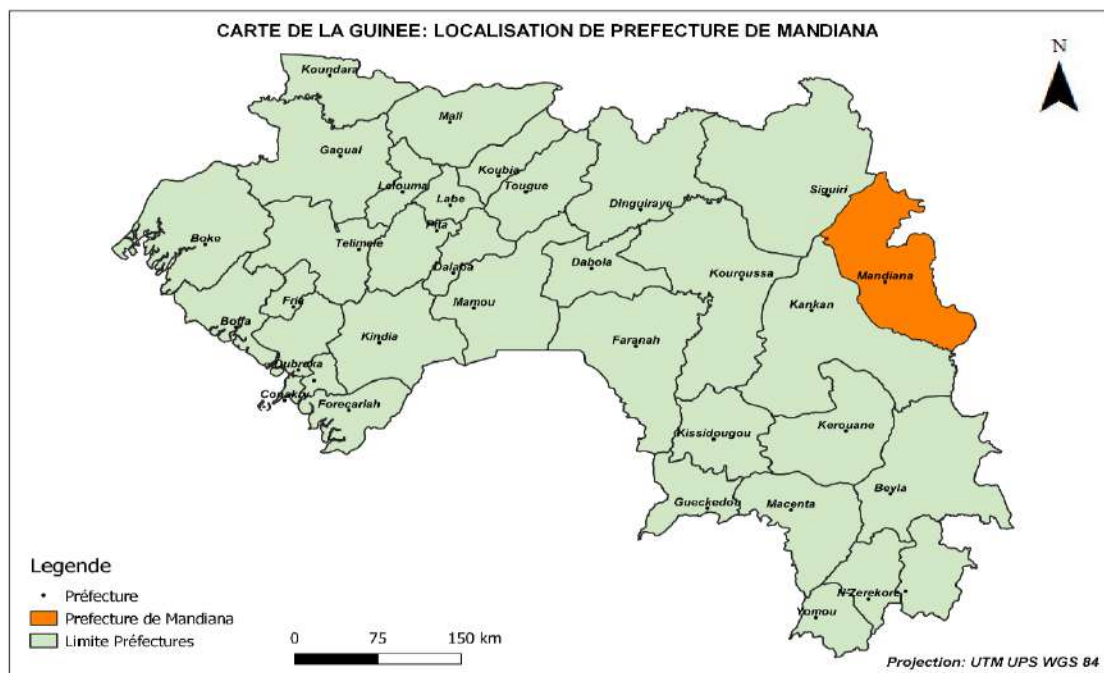 CARTE DE LA GUINEE: LOCALISATION DE PREFECTURE DE MANDIANA
N
Koundara
Mali
Gaoual
Koubia
Lelouma
Tougue
Labe
Siguiri
Dinguiraye
Pita
Boke
Telimele
Dalaba
Dabola
Kouroussa
Mandiana
Fria
Mamou
Kankan
Boffa
Kindia
Faranah
Dubreka
Conakry
Forecariah
Kissidougou
Kerouane
Beyla
Gueckedou
Macenta
N'Zerekore
Yomou
Legende
Préfecture
Prefecture de Mandiana
Limite Préfectures
0 75 150 km
Projection: UTM UPS WGS 84